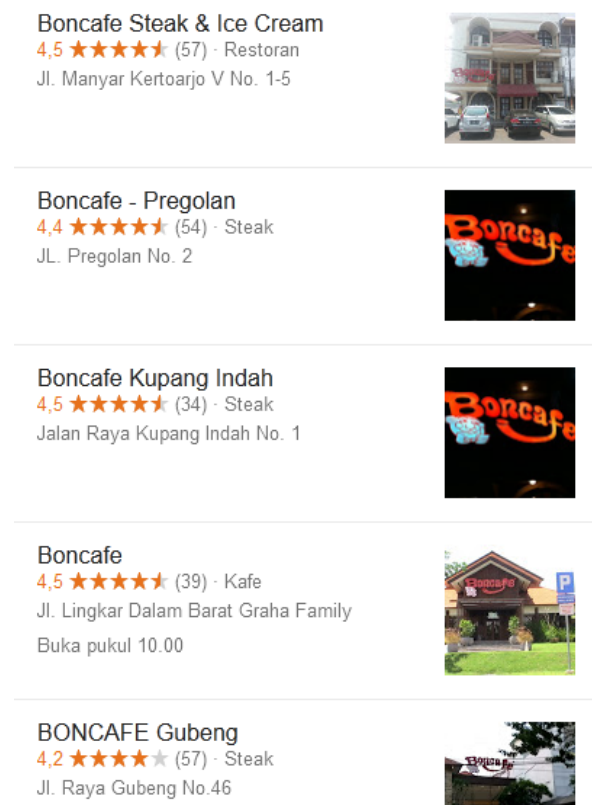 Boncafe Steak & Ice Cream
4,5 ★★★★★ (57) · Restoran
Jl. Manyar Kertoarjo V No. 1-5
Boncafe - Pregolan
4,4 ★★★★★ (54) · Steak
JL. Pregolan No. 2
Boncafe
Boncafe Kupang Indah
4,5 ★★★★★ (34) · Steak
Jalan Raya Kupang Indah No. 1
Boncafe
Boncafe
4,5 ★★★★★ (39) · Kafe
Jl. Lingkar Dalam Barat Graha Family
Buka pukul 10.00
Boncafe
P
BONCAFE Gubeng
4,2 ★★★★★ (57) · Steak
Jl. Raya Gubeng No.46
Boncafe